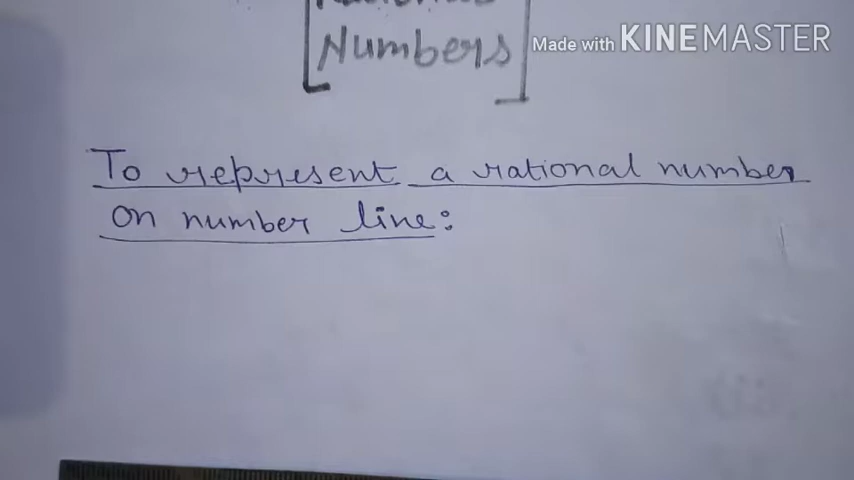 Numbers
Made with KINEMASTER
To represent a rational number
on number line: